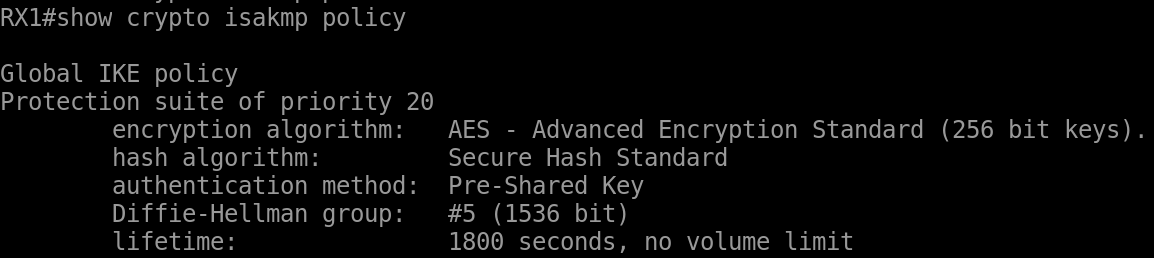 RX1#show crypto isakmp policy
Global IKE policy
Protection suite of priority 20
encryption algorithm: AES - Advanced Encryption Standard (256 bit keys).
hash algorithm: Secure Hash Standard
authentication method: Pre-Shared Key
Diffie-Hellman group: #5 (1536 bit)
lifetime: 1800 seconds, no volume limit